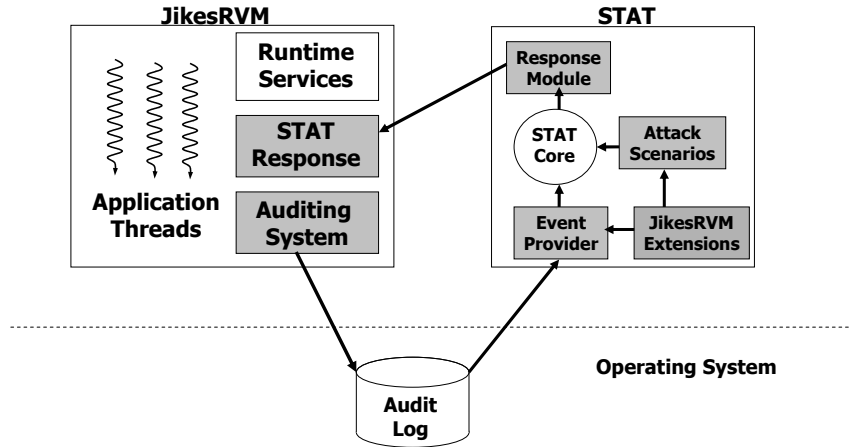 JikesRVM
STAT
Runtime
Services
STAT
Response
Auditing
System
Application
Threads
Response
Module
STAT
Core
Attack
Scenarios
Event
Provider
JikesRVM
Extensions
Operating System
Audit
Log